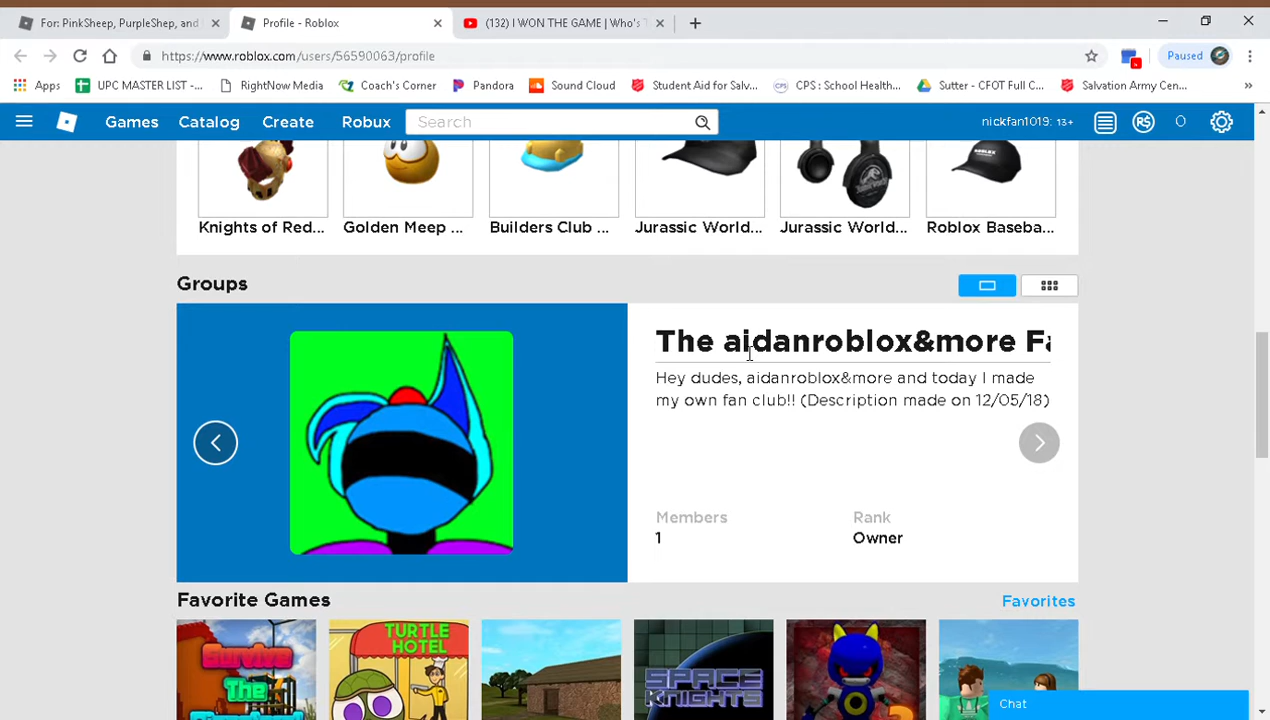 For: PinkSheep, PurpleShep, and
Profile - Roblox
(132) I WON THE GAME | Who's
https://www.roblox.com/users/56590063/profile
Paused
Apps
UPC MASTER LIST -...
RightNow Media
Coach's Corner
Pandora
Sound Cloud
Student Aid for Salv...
CPS : School Health...
Sutter - CFOT Full C...
Salvation Army Cen...
Games
Catalog
Create
Robux
Search
nickfan1019: 13+
R$
0
Knights of Red...
Golden Meep ...
Builders Club ...
Jurassic World...
Jurassic World...
Roblox Baseba...
Groups
The aidanroblox&more Fa
Hey dudes, aidanroblox&more and today I made
my own fan club!! (Description made on 12/05/18)
Members
Rank
1
Owner
Favorite Games
Favorites
Survive
The
TURTLE
HOTEL
SPACE
KNIGHTS
Chat